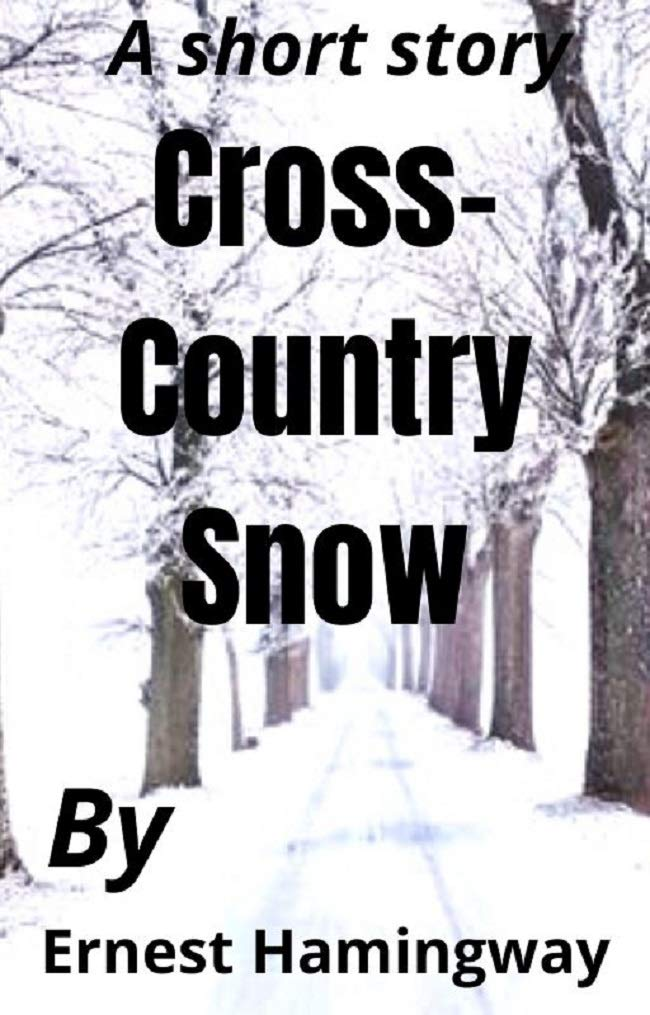 A short story
Cross-
Country
Snow
By
Ernest Hamingway